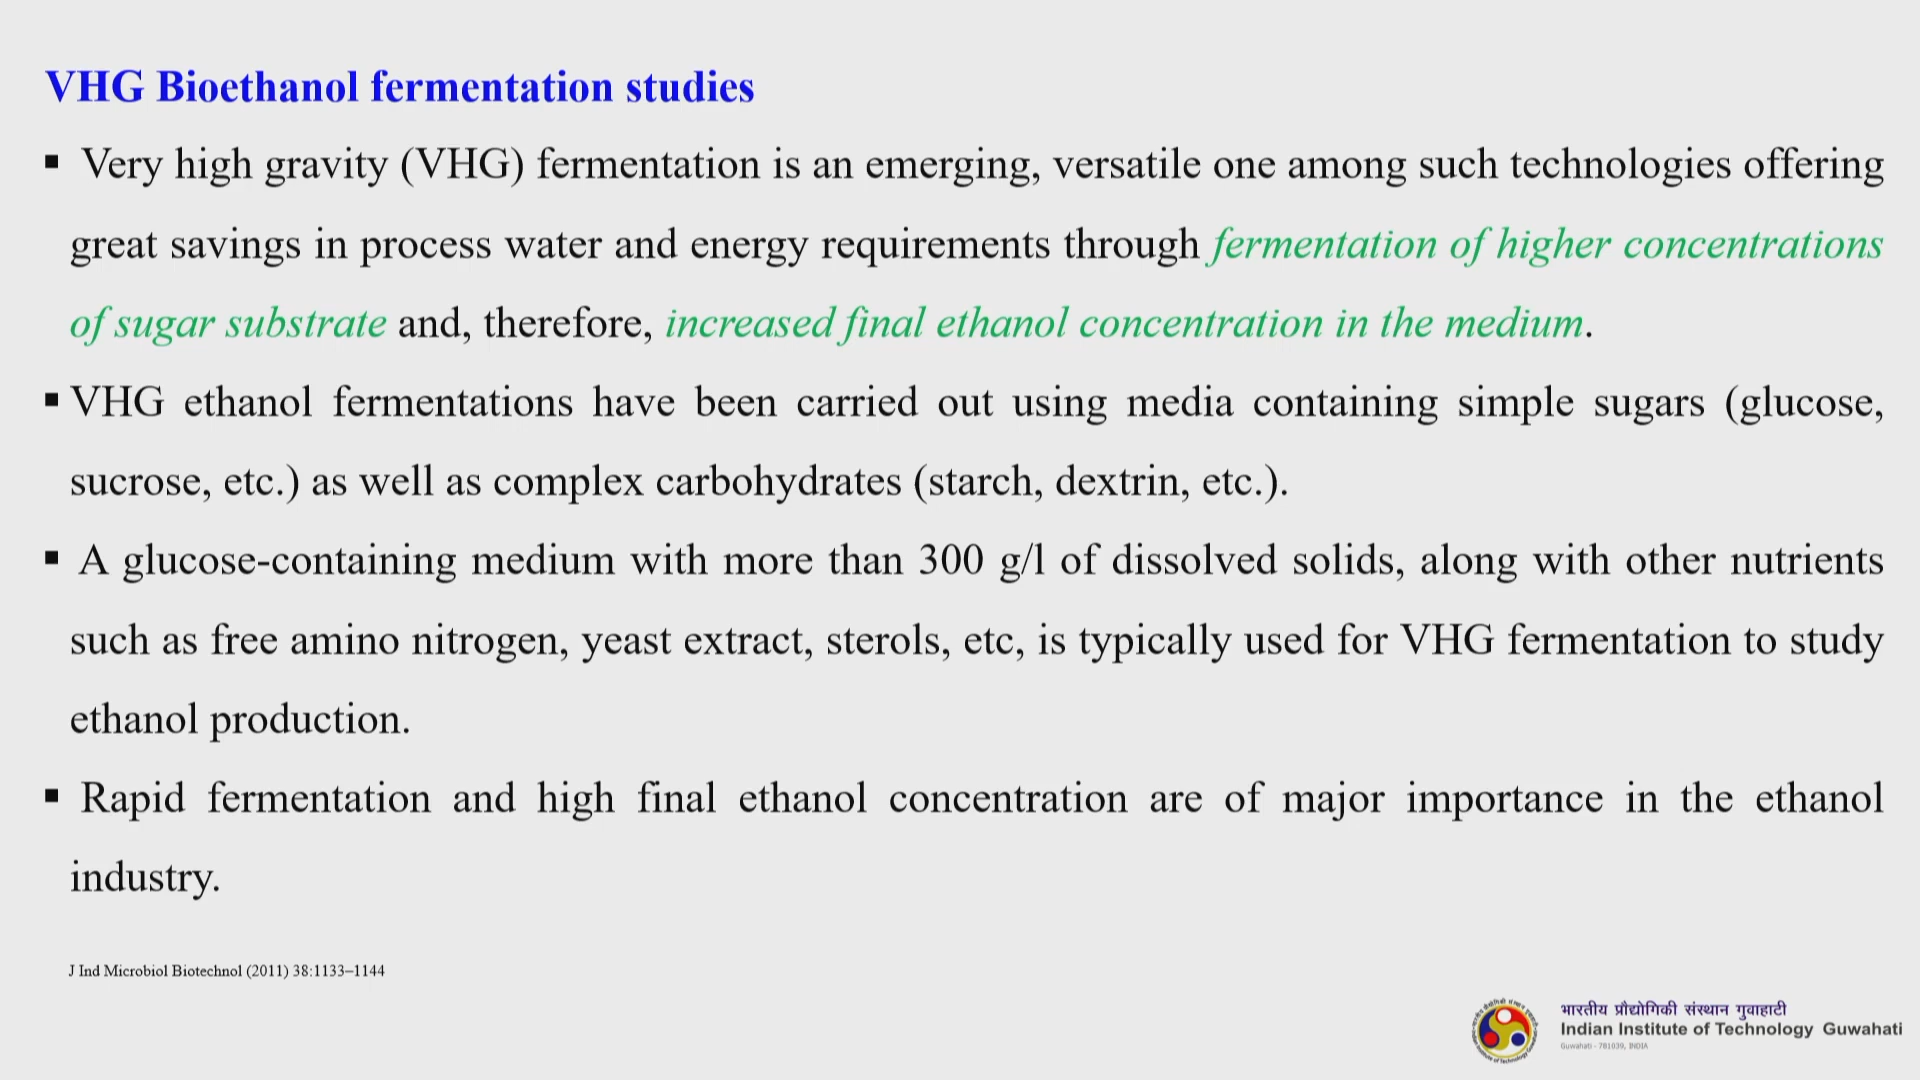 VHG Bioethanol fermentation studies
▪ Very high gravity (VHG) fermentation is an emerging, versatile one among such technologies offering
great savings in process water and energy requirements through fermentation of higher concentrations
of sugar substrate and, therefore, increased final ethanol concentration in the medium.
▪ VHG ethanol fermentations have been carried out using media containing simple sugars (glucose,
sucrose, etc.) as well as complex carbohydrates (starch, dextrin, etc.).
▪ A glucose-containing medium with more than 300 g/l of dissolved solids, along with other nutrients
such as free amino nitrogen, yeast extract, sterols, etc, is typically used for VHG fermentation to study
ethanol production.
▪ Rapid fermentation and high final ethanol concentration are of major importance in the ethanol
industry.
J Ind Microbiol Biotechnol (2011) 38:1133–1144
भारतीय प्रौद्योगिकी संस्थान गुवाहाटी
Indian Institute of Technology Guwahati
Guwahati - 781039, INDIA